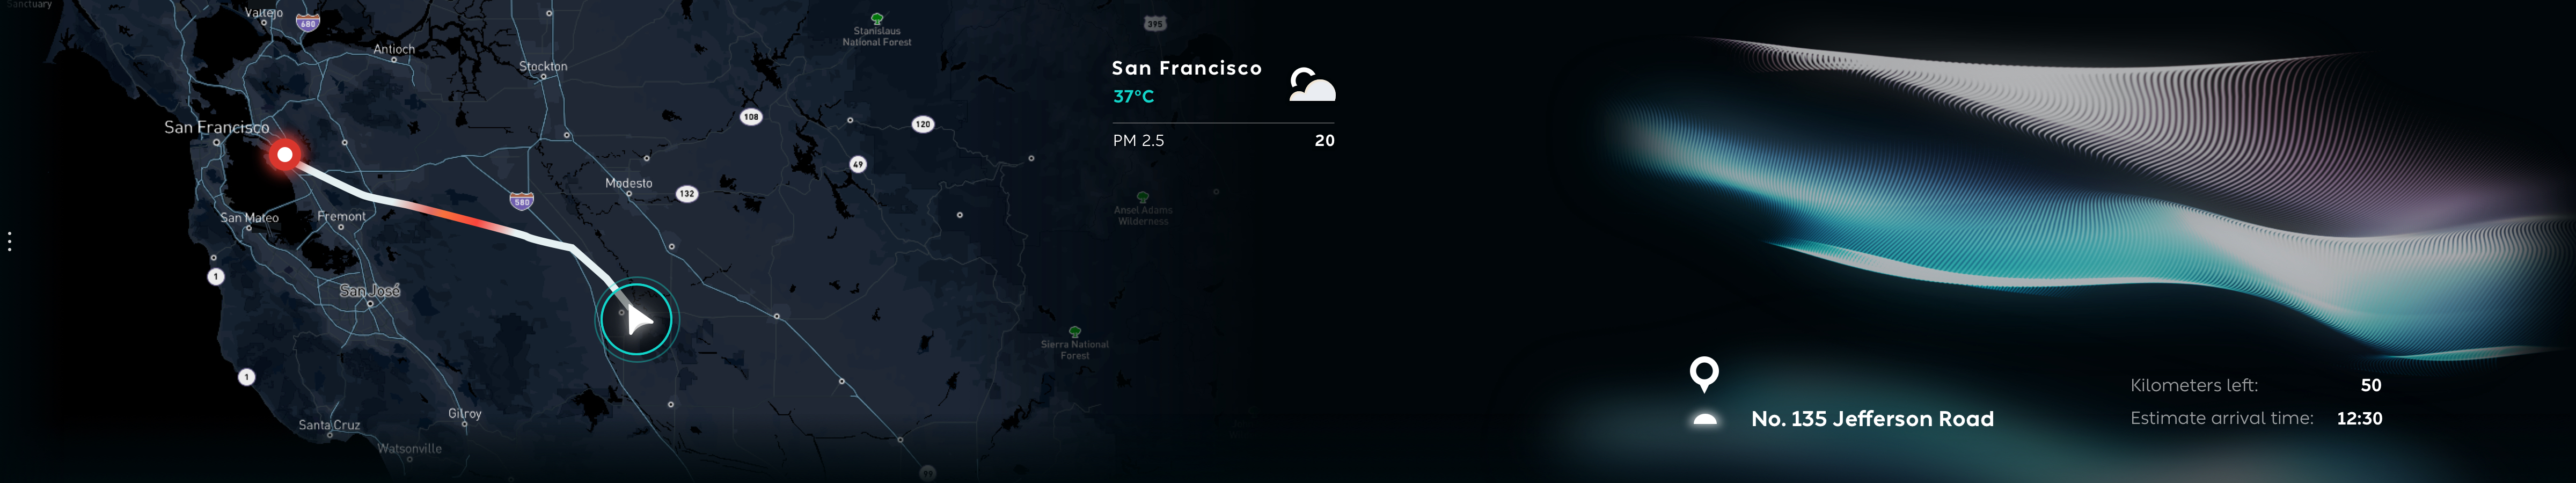 Sanctuary
Vallejo
680
Antioch
Stockton
Stanislaus
National Forest
395
San Francisco
37°C
PM 2.5 20
108
120
San Francisco
49
Modesto
132
580
San Mateo
Fremont
Ansel Adams
Wilderness
1
San José
Sierra National
Forest
1
Gilroy
Santa Cruz
Watsonville
99
Kilometers left: 50
No. 135 Jefferson Road
Estimate arrival time: 12:30